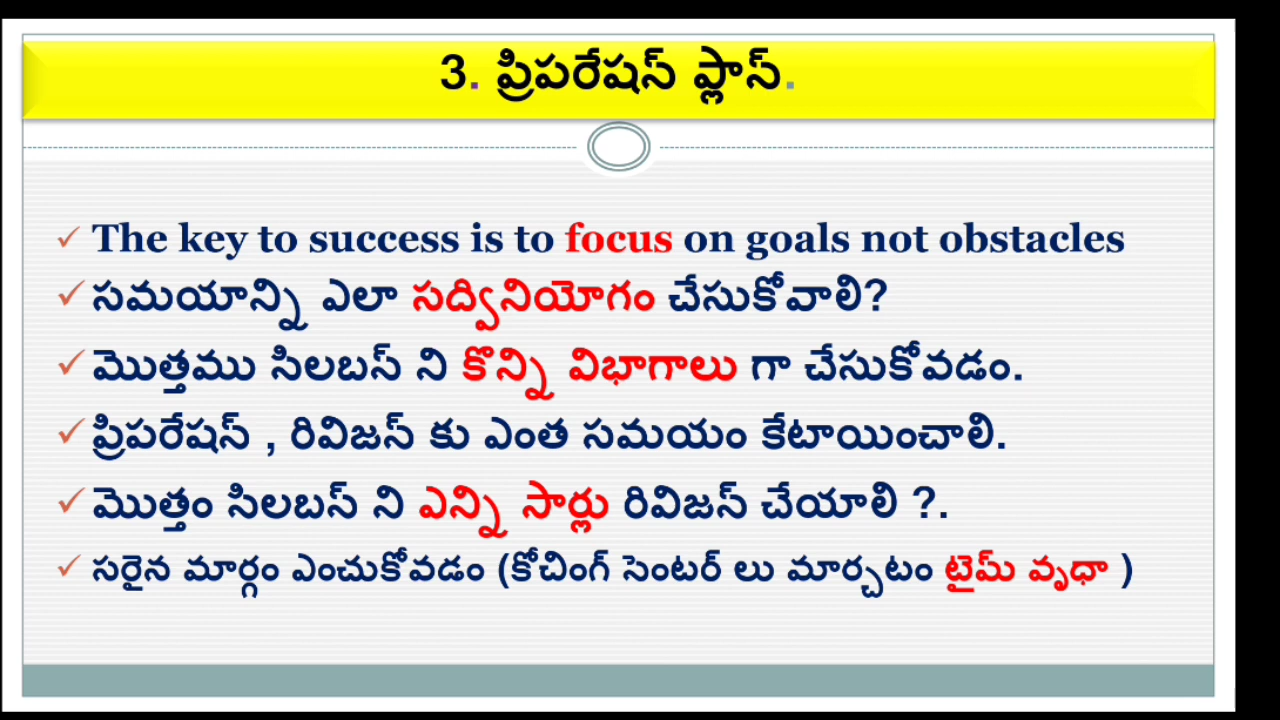 3. ప్రిపరేషన్ ప్లాన్.
The key to success is to focus on goals not obstacles
సమయాన్ని ఎలా సద్వినియోగం చేసుకోవాలి?
మొత్తము సిలబస్ ని కొన్ని విభాగాలు గా చేసుకోవడం.
ప్రిపరేషన్ , రివిజన్ కు ఎంత సమయం కేటాయించాలి.
మొత్తం సిలబస్ ని ఎన్ని సార్లు రివిజన్ చేయాలి ?.
సరైన మార్గం ఎంచుకోవడం (కోచింగ్ సెంటర్ లు మార్చటం టైమ్ వృధా )